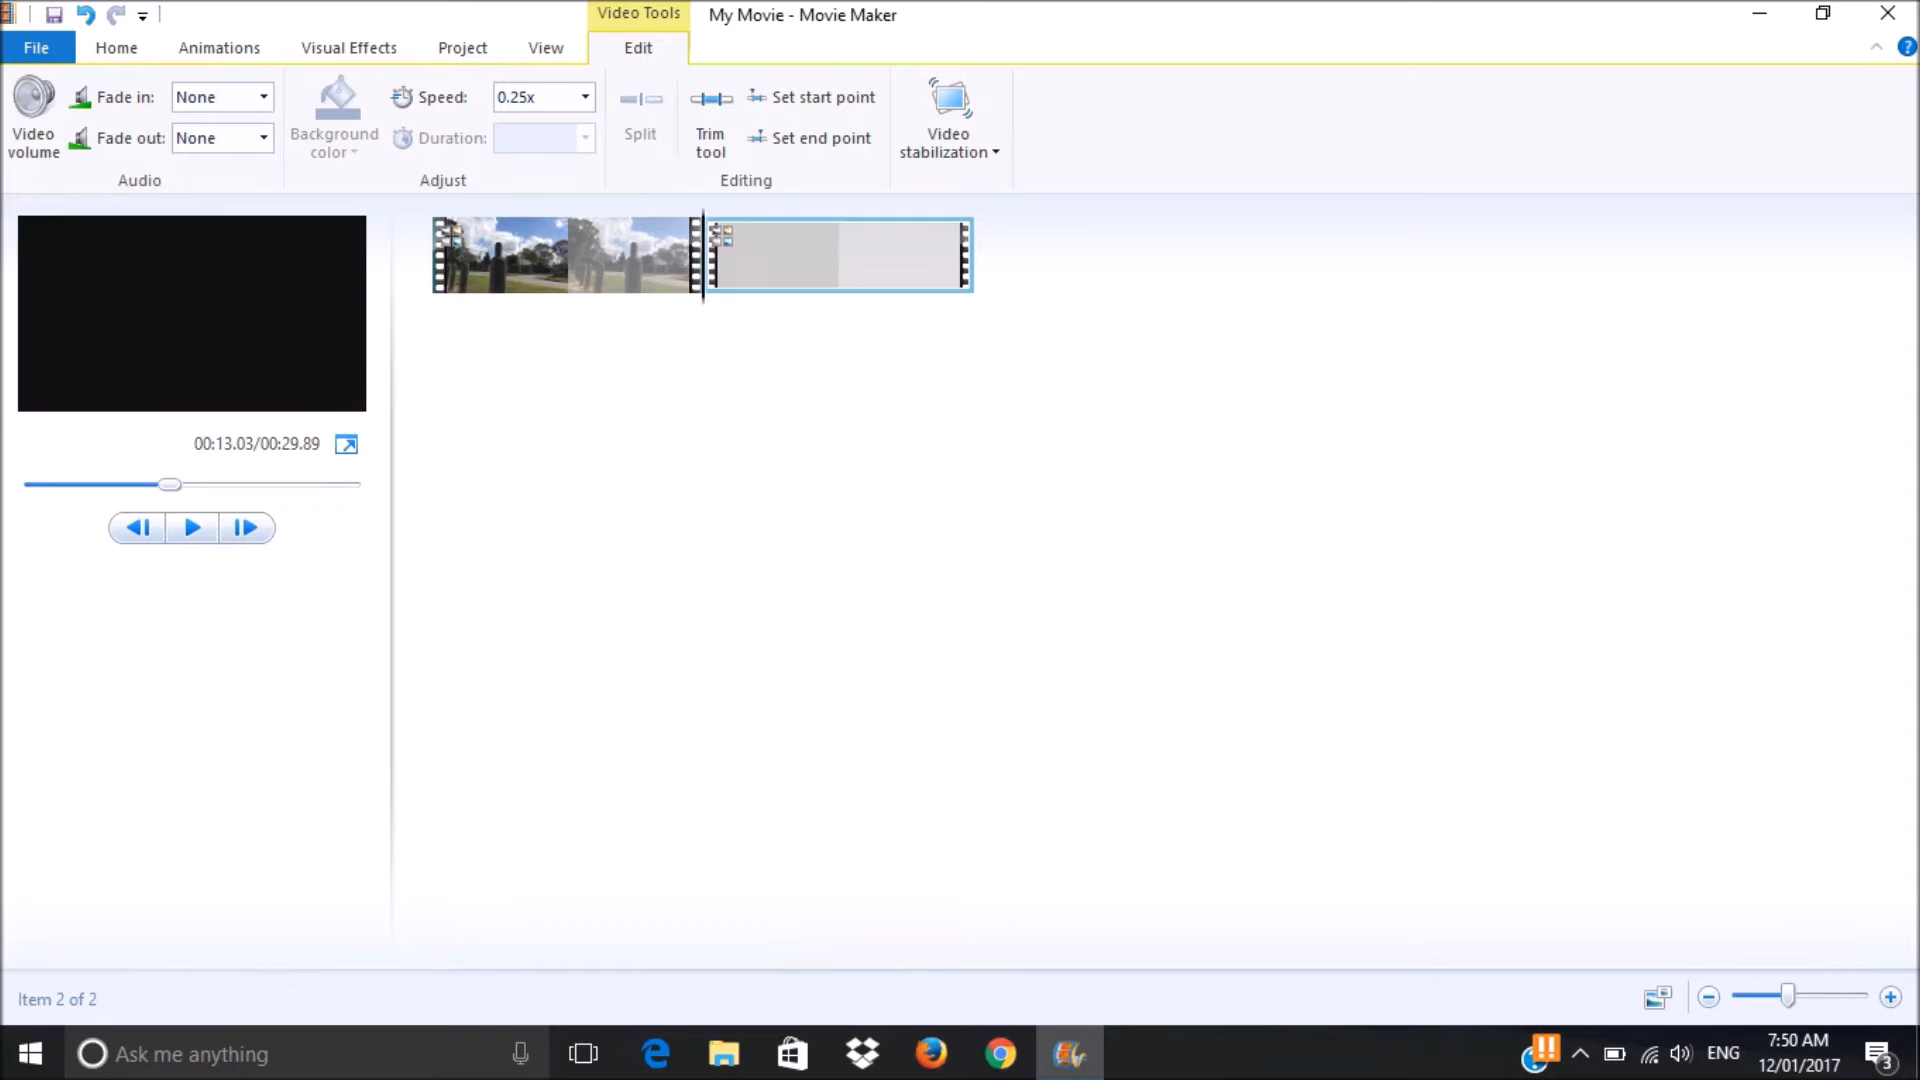 Video Tools
My Movie - Movie Maker
File
Home
Animations
Visual Effects
Project
View
Edit
Video
volume
Fade in:
None
Fade out:
None
Audio
Background
color
Speed:
0.25x
Duration:
Adjust
Split
Trim
tool
Set start point
Set end point
Editing
Video
stabilization
00:13.03/00:29.89
Item 2 of 2
Ask me anything
ENG
7:50 AM
12/01/2017
3